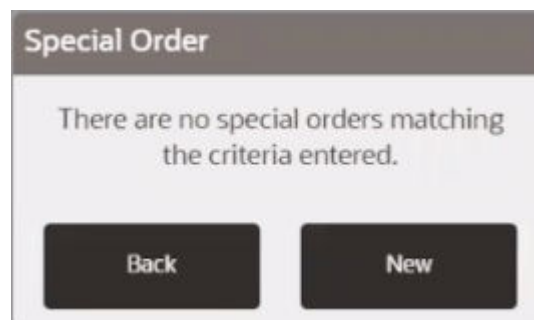 Special Order
There are no special orders matching
the criteria entered.
Back
New